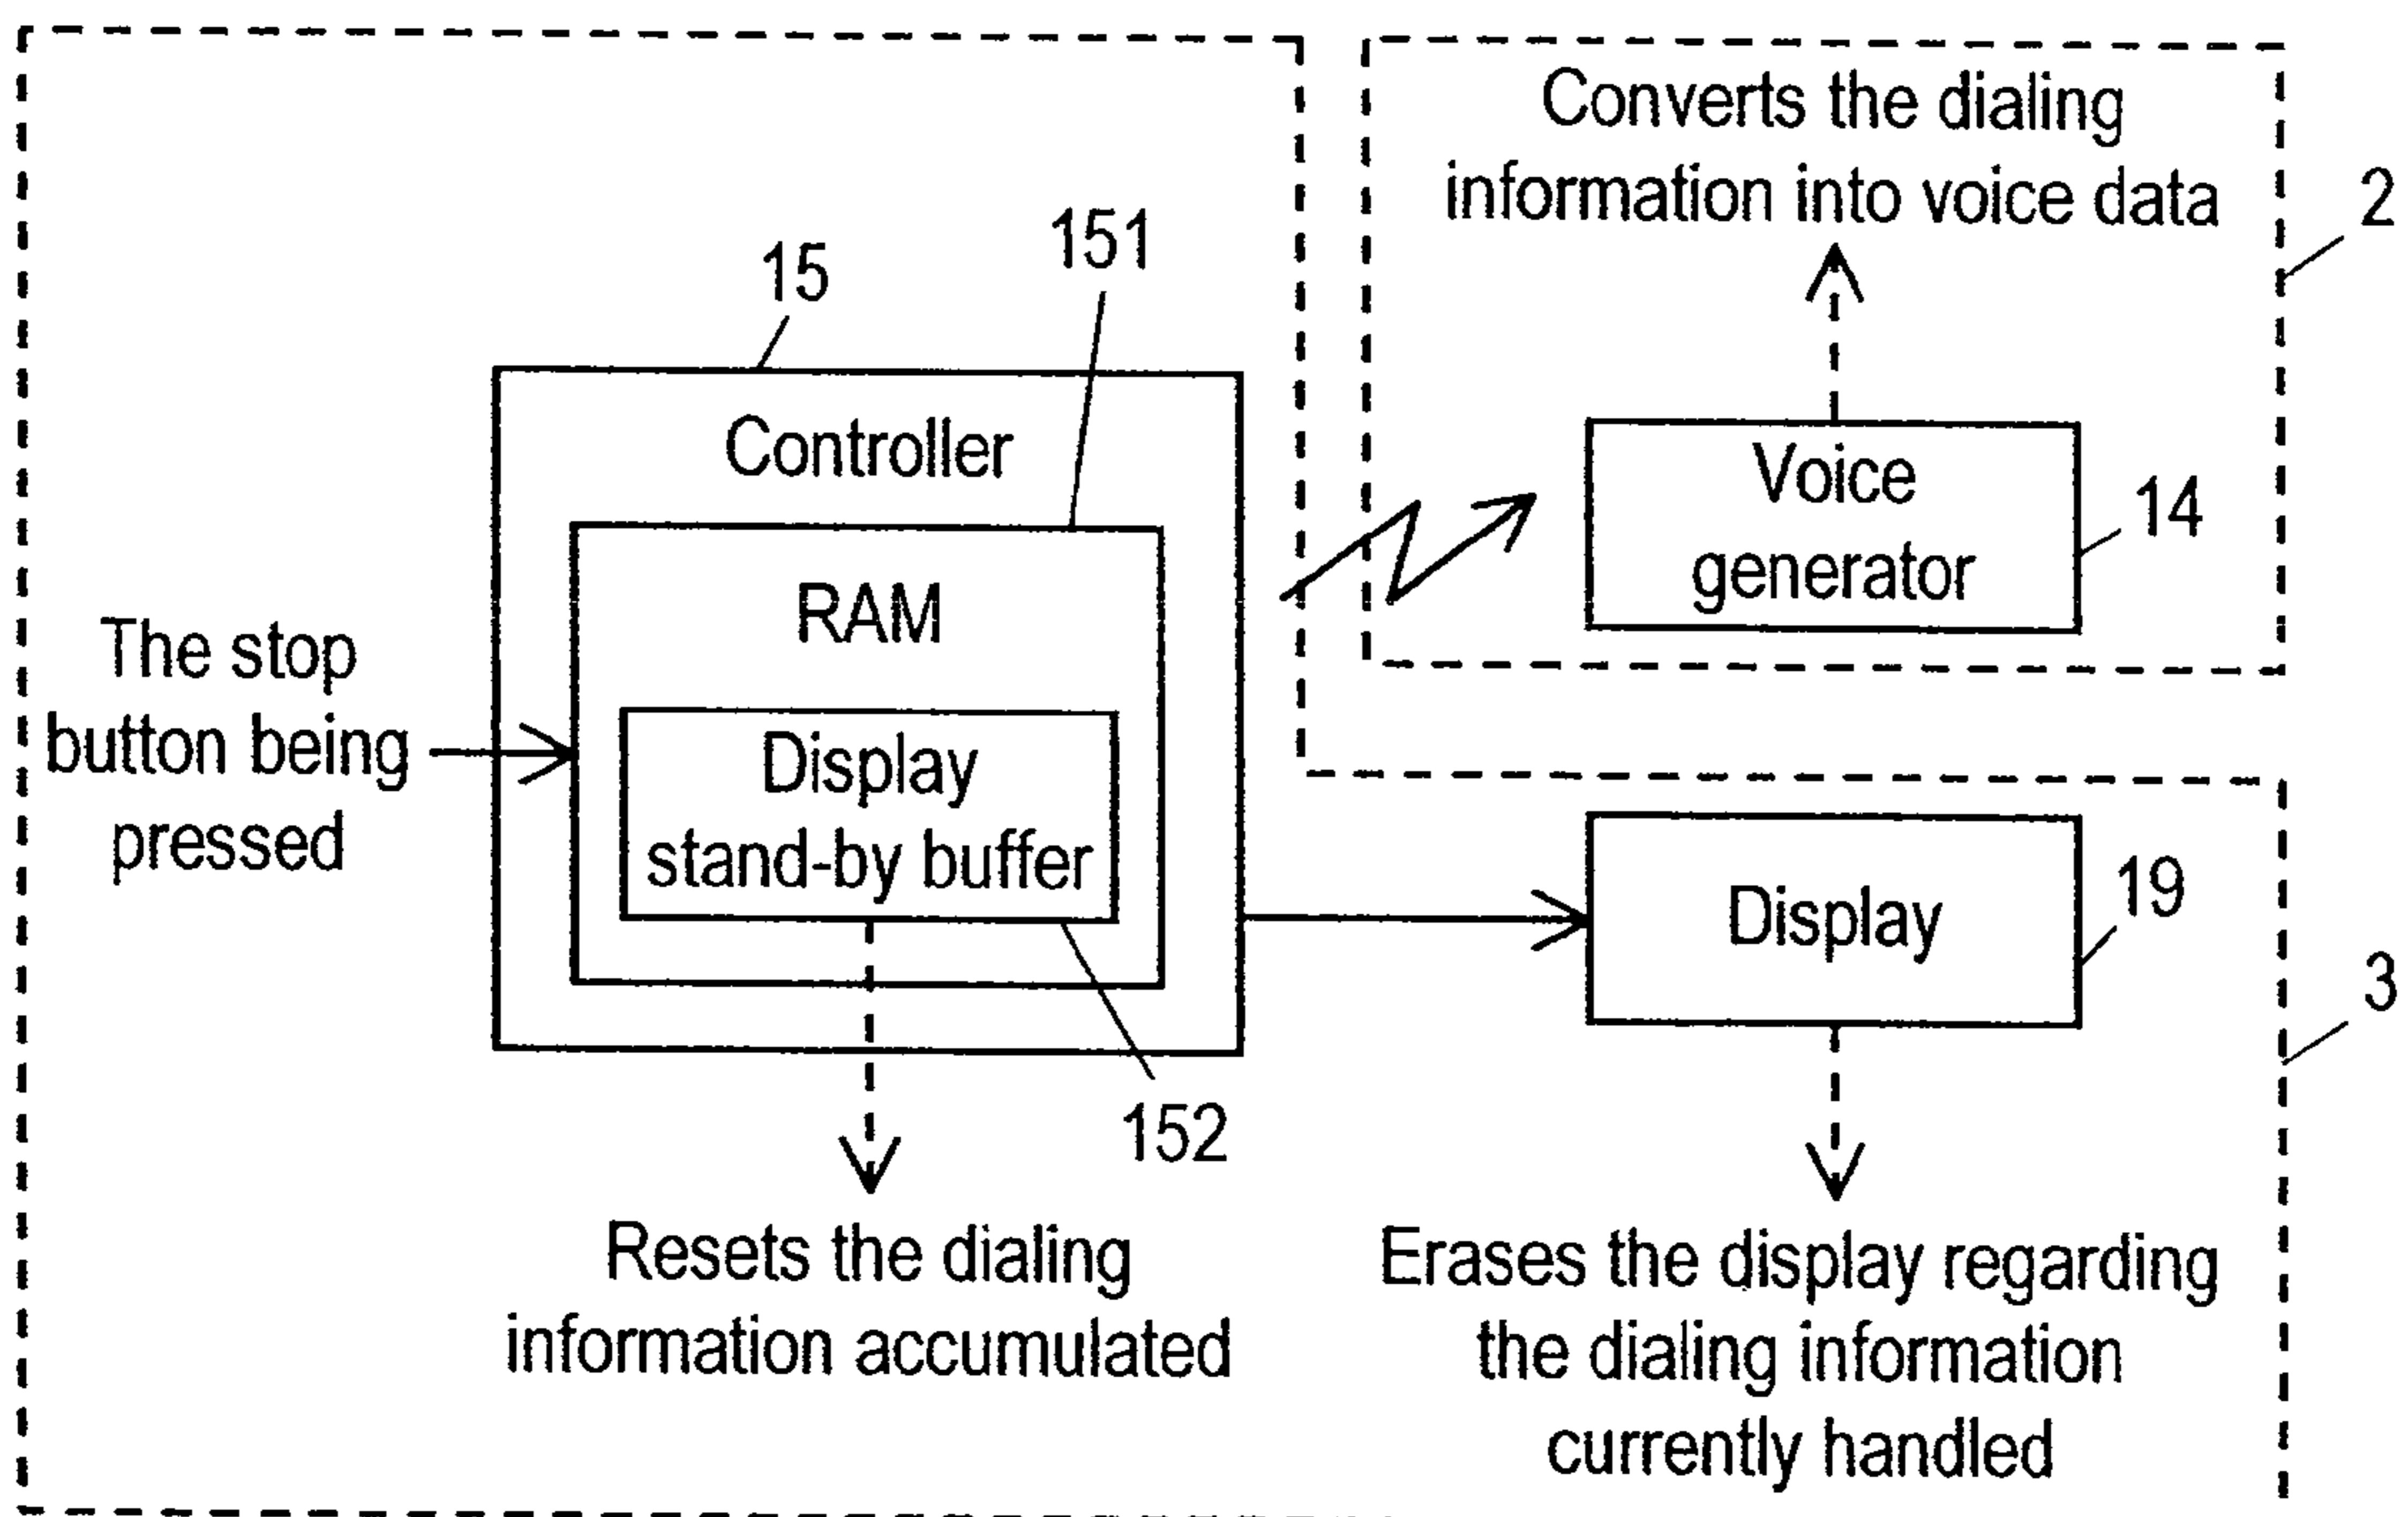 Converts the dialing
information into voice data
2
151
15
Controller
Voice
generator
14
RAM
The stop
button being
pressed
Display
stand-by buffer
Display
19
3
152
Resets the dialing
information accumulated
Erases the display regarding
the dialing information
currently handled